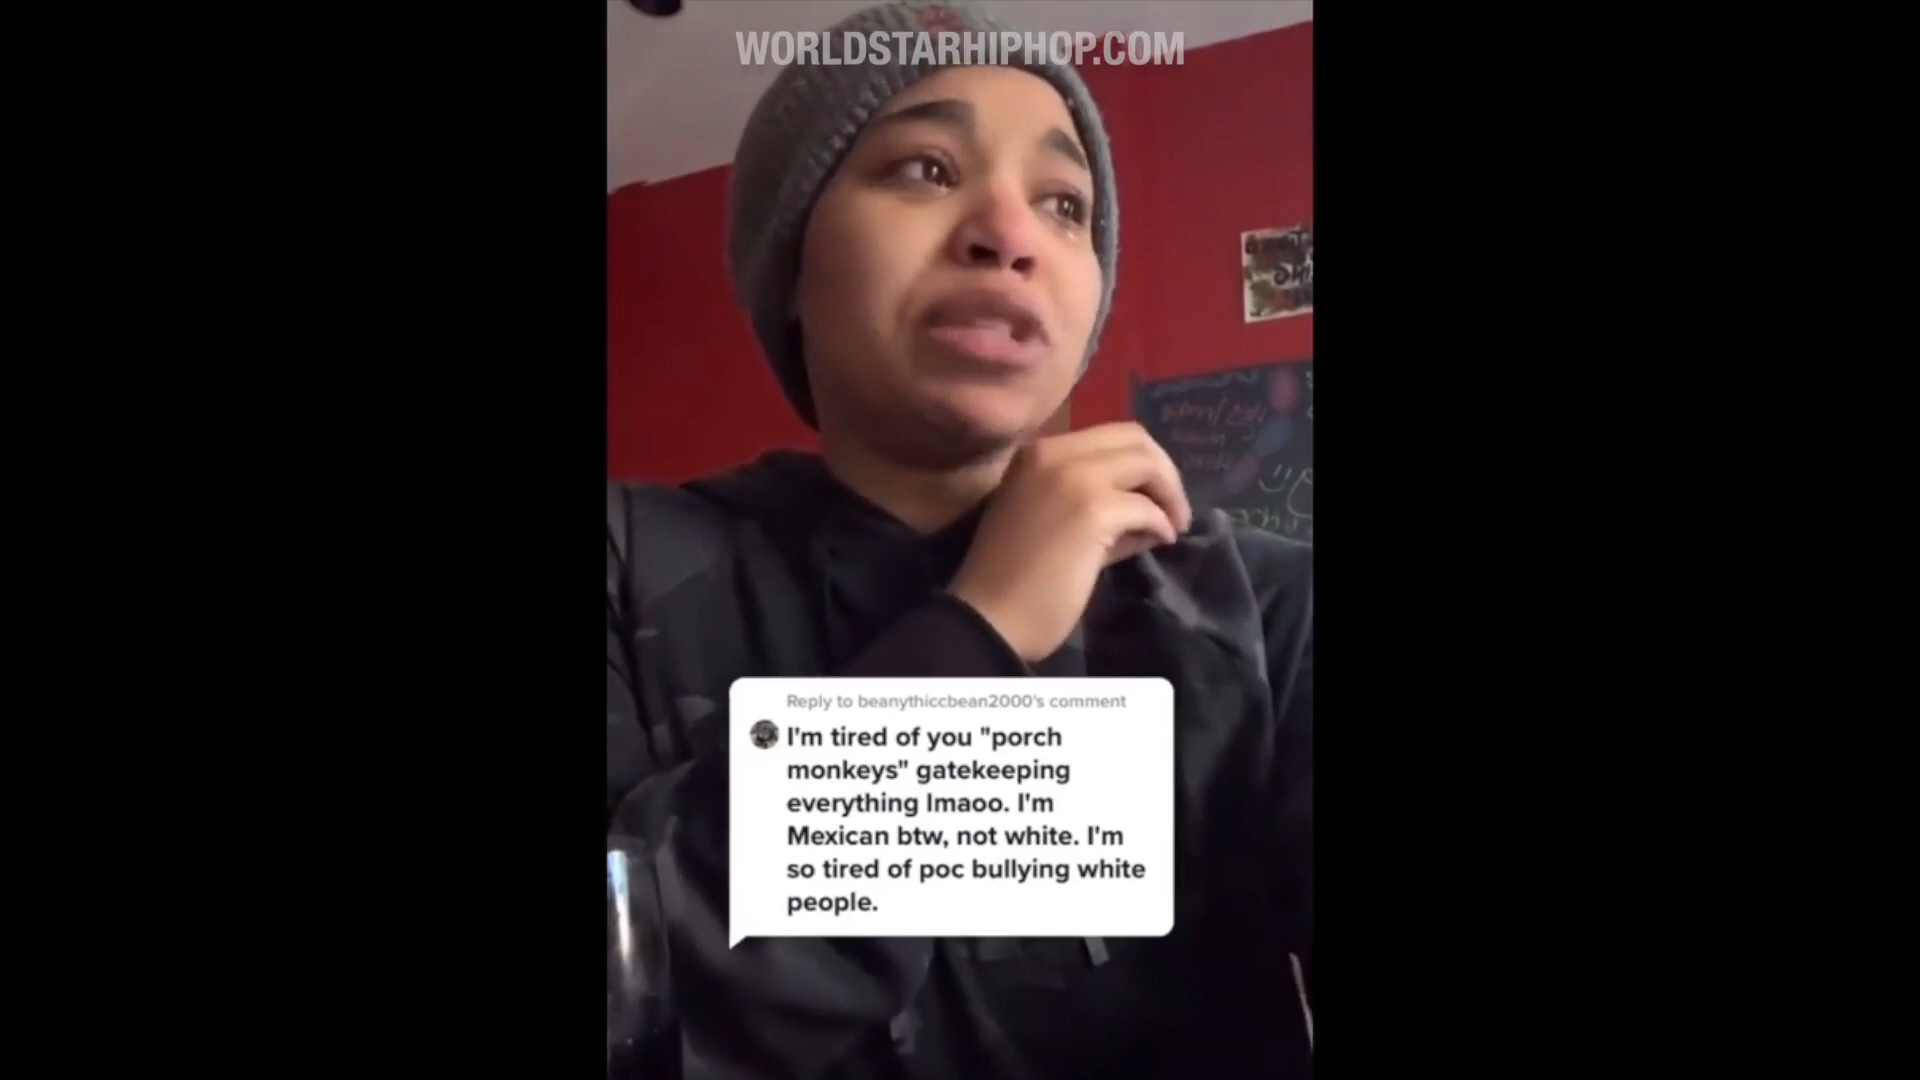 WORLDSTARHIPHOP.COM
Reply to beanythiccbean2000's comment
I'm tired of you "porch
monkeys" gatekeeping
everything lmaoo. I'm
Mexican btw, not white. I'm
so tired of poc bullying white
people.